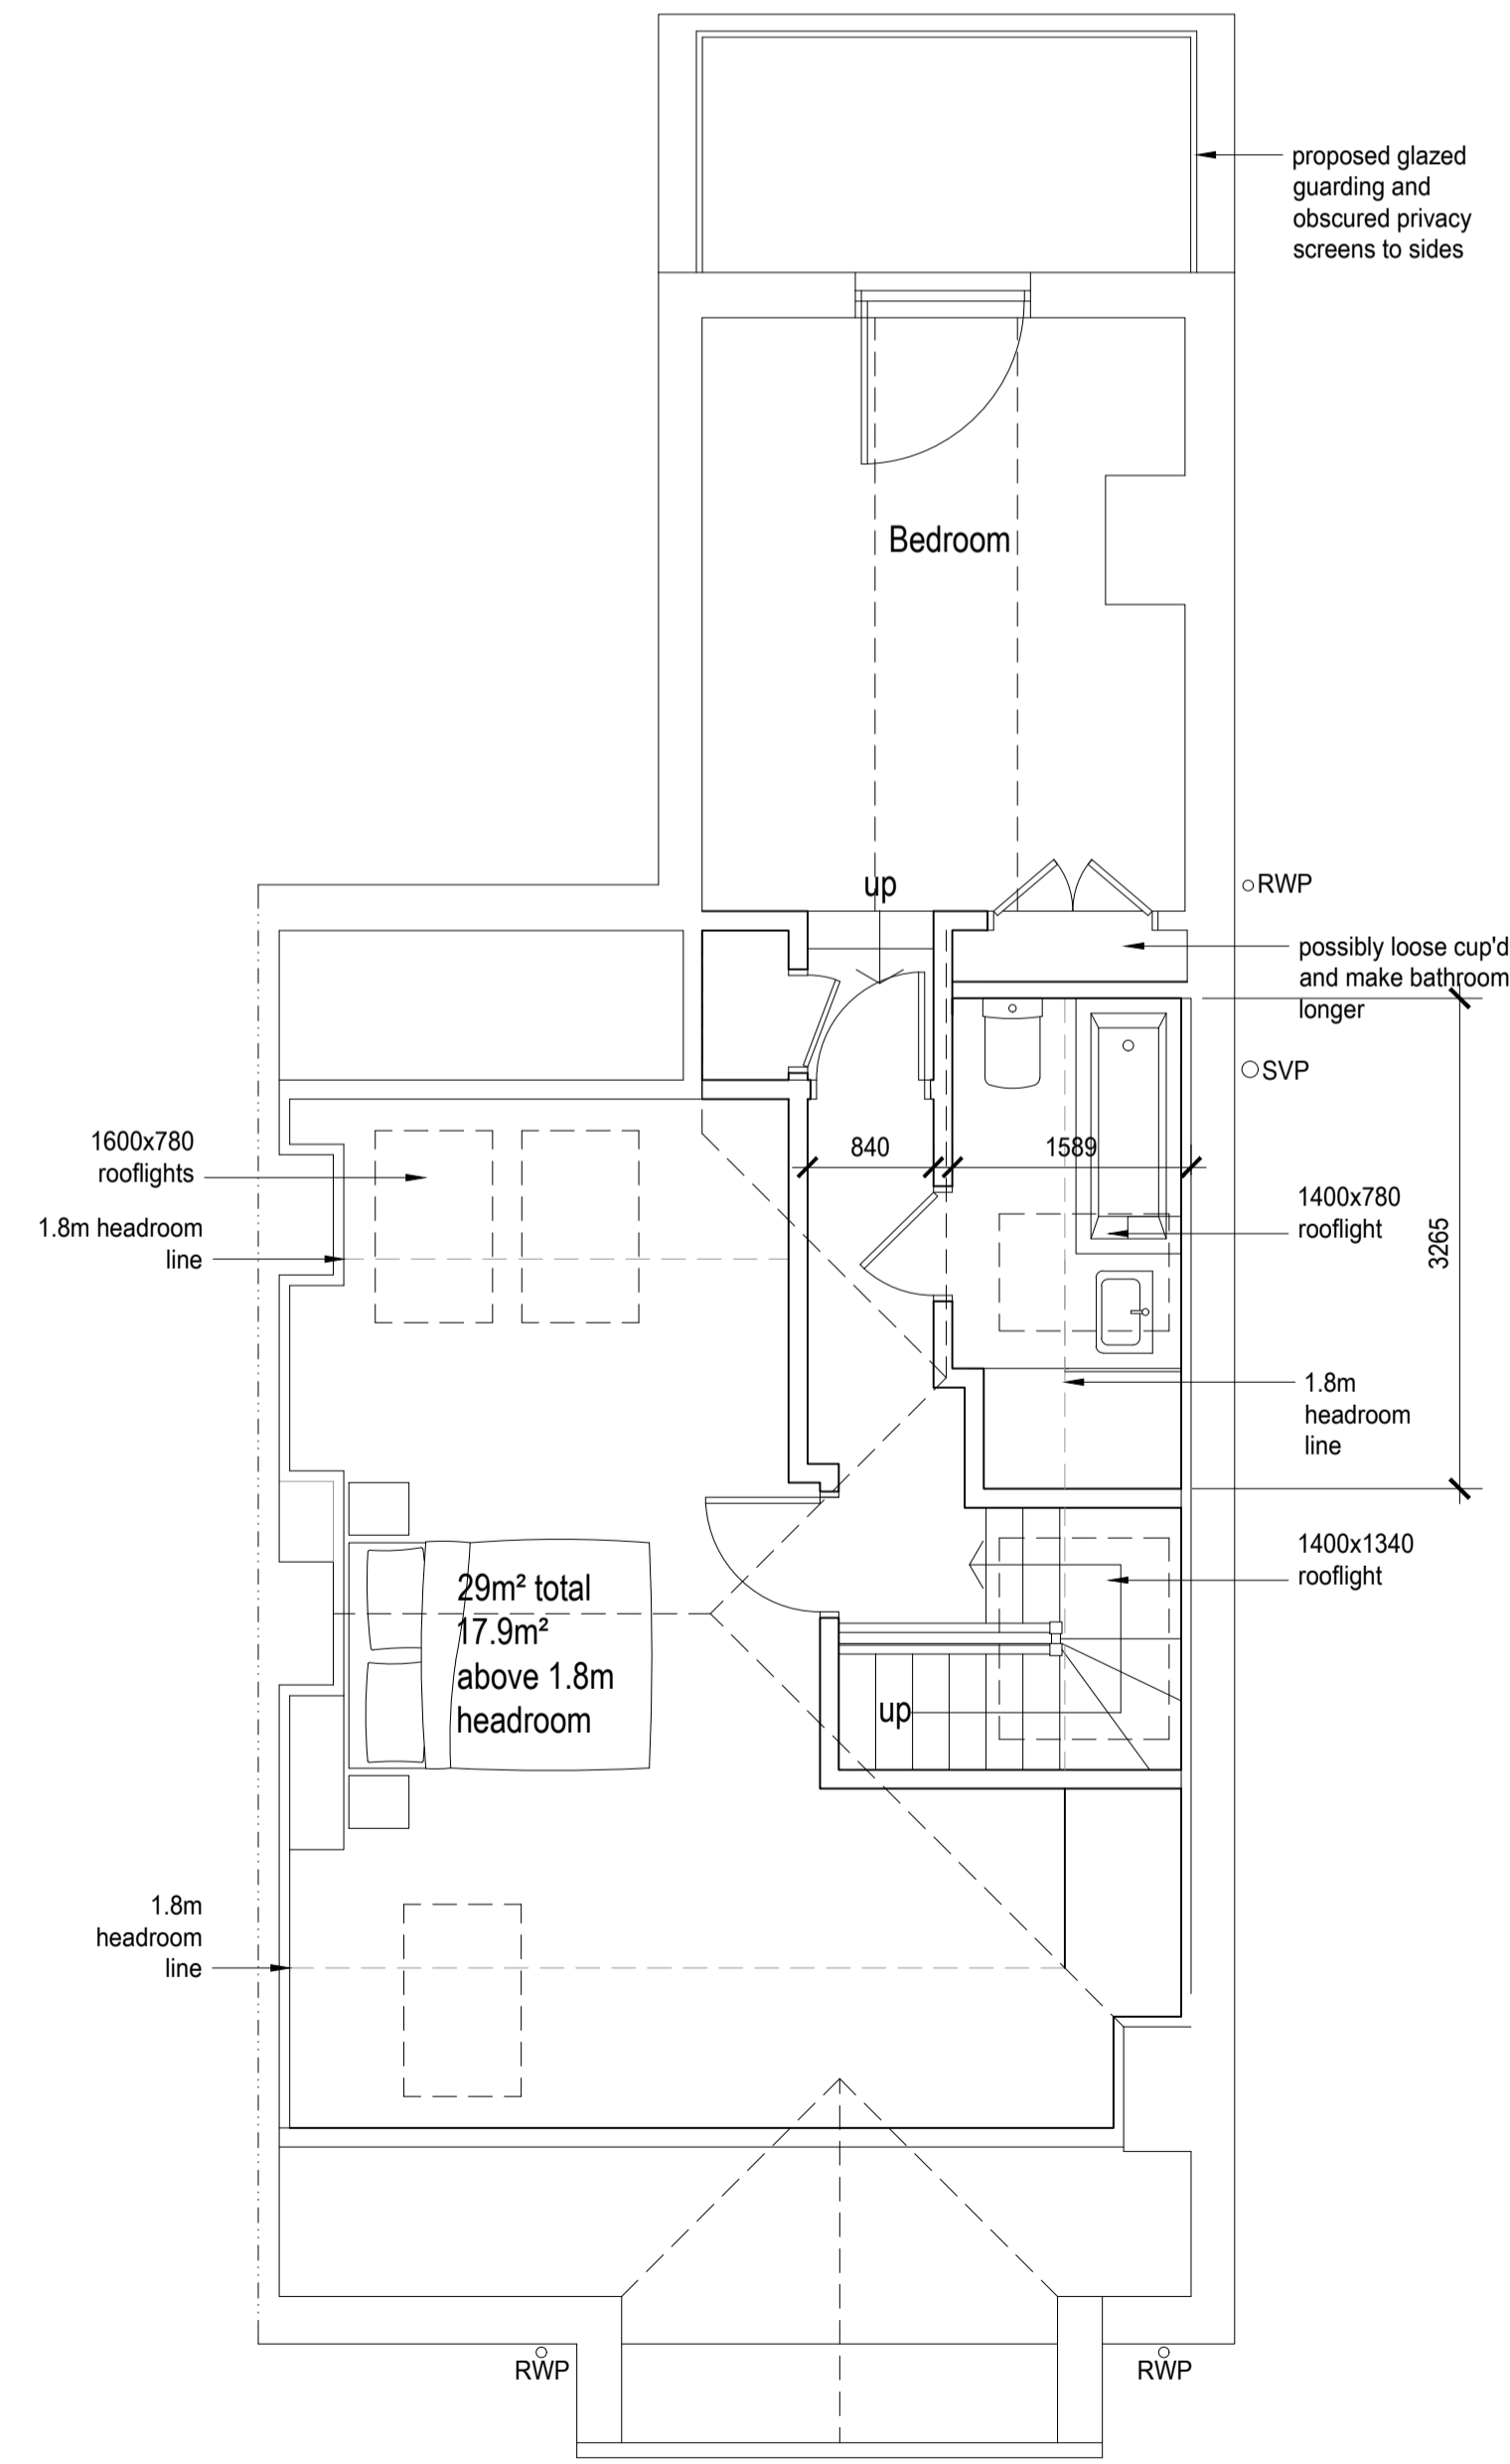 proposed glazed
guarding and
obscured privacy
screens to sides
Bedroom
up
RWP
possibly loose cup'd
and make bathroom
longer
SVP
1600x780
rooflights
840
1589
1.8m headroom
line
1400x780
rooflight
3265
1.8m
headroom
line
1400x1340
rooflight
29m² total
17.9m²
above 1.8m
headroom
up
1.8m
headroom
line
RWP
RWP